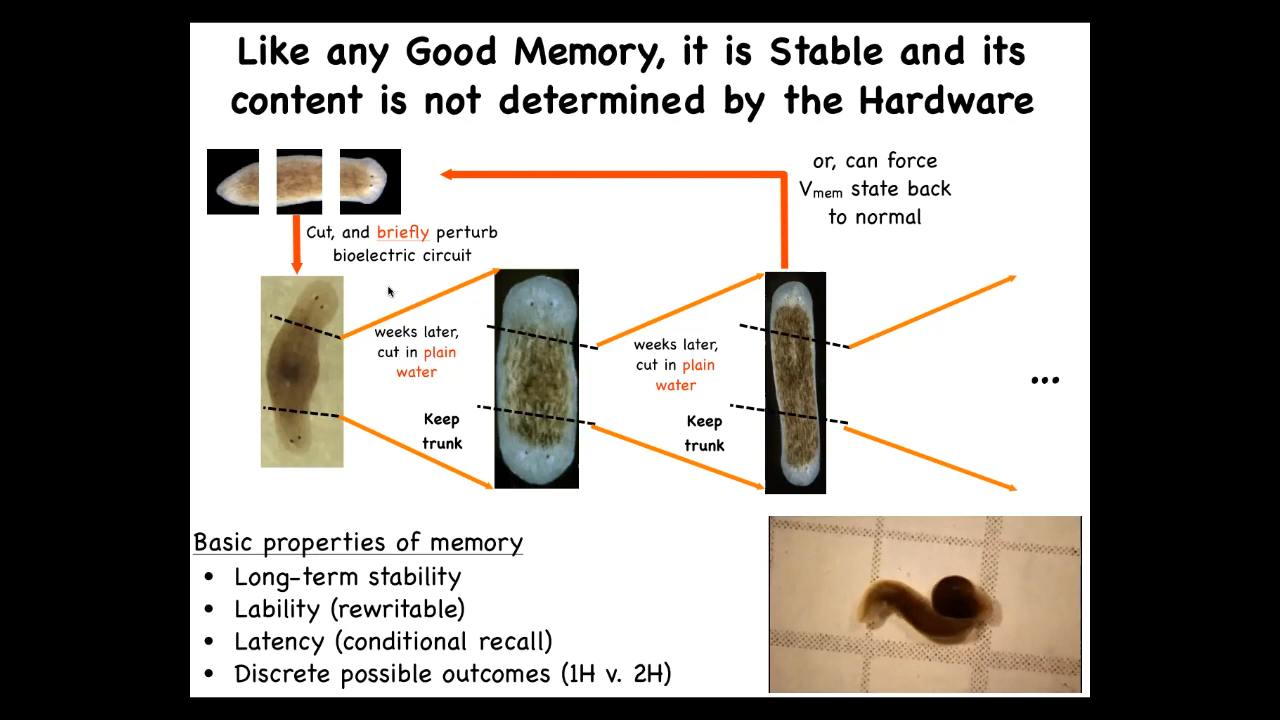 Like any Good Memory, it is Stable and its
content is not determined by the Hardware
or, can force
Vmem state back
to normal
Cut, and briefly perturb
bioelectric circuit
weeks later,
cut in plain
water
Keep
trunk
weeks later,
cut in plain
water
Keep
trunk
...
Basic properties of memory
• Long-term stability
• Lability (rewritable)
• Latency (conditional recall)
• Discrete possible outcomes (1H v. 2H)